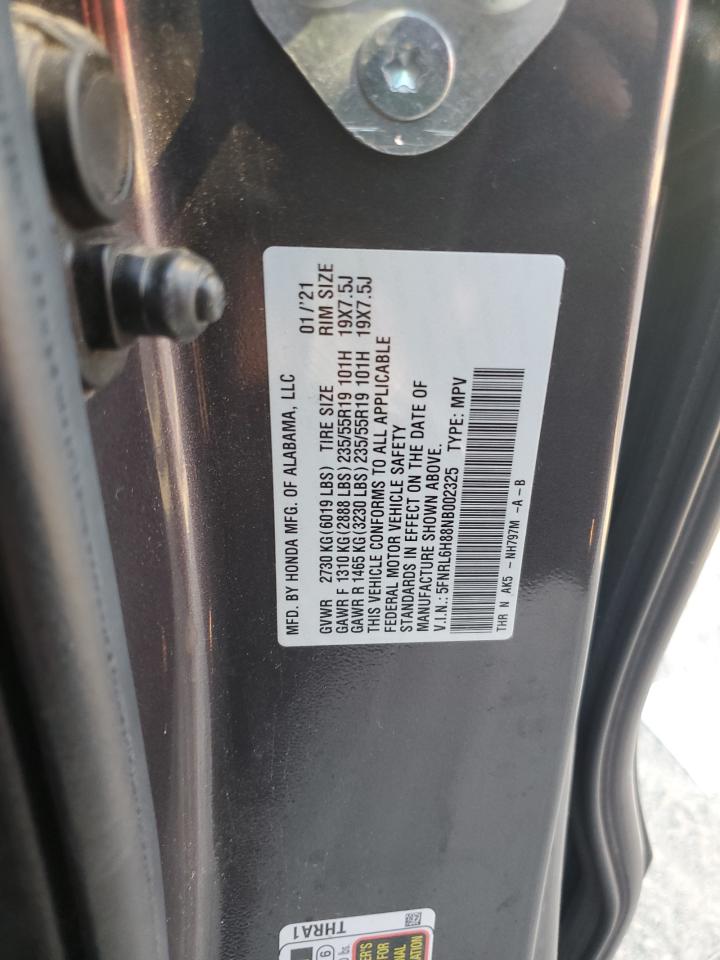 MFD. BY HONDA MFG. OF ALABAMA, LLC 01/'21
GVWR 2730 KG (6019 LBS) TIRE SIZE RIM SIZE
GAWR F 1310 KG (2888 LBS) 235/55R19 101H 19X7.5J
GAWR R 1465 KG (3230 LBS) 235/55R19 101H 19X7.5J
THIS VEHICLE CONFORMS TO ALL APPLICABLE
FEDERAL MOTOR VEHICLE SAFETY
STANDARDS IN EFFECT ON THE DATE OF
MANUFACTURE SHOWN ABOVE.
V.I.N.: 5FNRL6H88NB002325 TYPE: MPV
THR N AK5 - NH797M -A -B
THRA1
6
lbs.